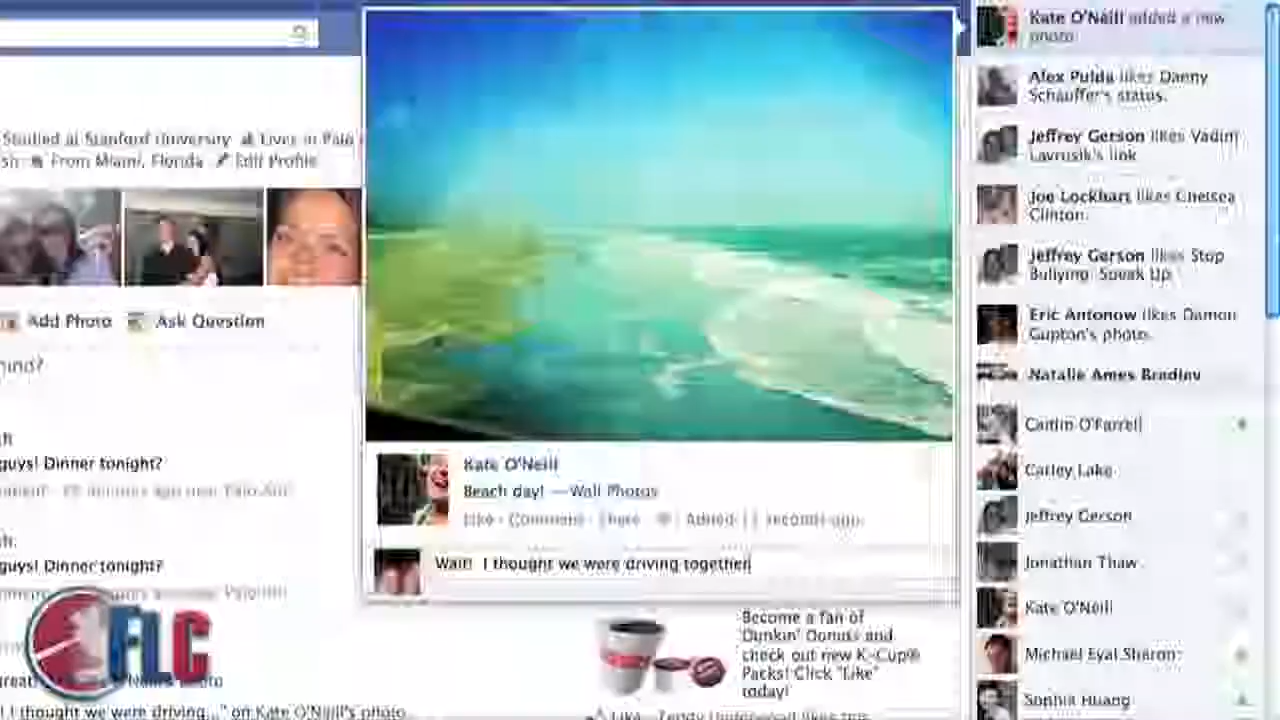 Studied at Stanford University Lives in Palo
From Miami, Florida Edit Profile
Add Photo Ask Question
mind?
guys! Dinner tonight?
guys! Dinner tonight?
FLC
I thought we were driving..." on Kate O'Neill's photo
Kate O'Neill
Beach day! — Wall Photos
Like · Comment · Share · Added 11 seconds ago
Wait! I thought we were driving together
Become a fan of
Dunkin' Donuts and
check out new K-Cup®
Packs! Click "Like"
today!
Kate O'Neill added a new
photo.
Alex Pulda likes Danny
Schauffer's status.
Jeffrey Gerson likes Vadim
Lavrusik's link.
Joe Lockhart likes Chelsea
Clinton.
Jeffrey Gerson likes Stop
Bullying: Speak Up.
Eric Antonow likes Damon
Gupton's photo.
Natalie Ames Bradley
Caitlin O'Farrell
Carley Lake
Jeffrey Gerson
Jonathan Thaw
Kate O'Neill
Michael Eyal Sharon
Sophia Huang